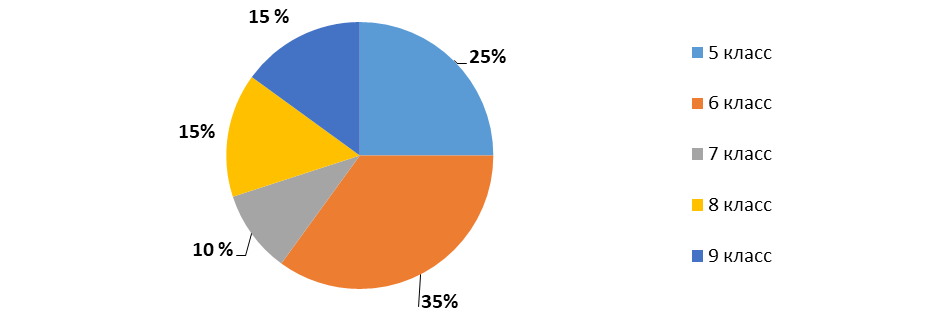 15 %
25%
15%
10 %
35%
5 класс
6 класс
7 класс
8 класс
9 класс